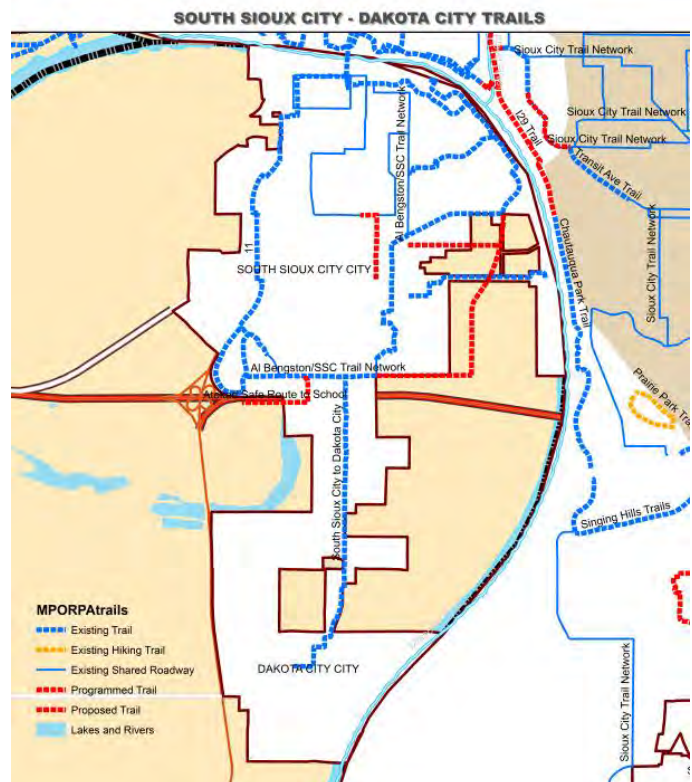 SOUTH SIOUX CITY - DAKOTA CITY TRAILS
Sioux City Trail Network
I29 Trail
Sioux City Trail Network
Sioux City Trail Network
Transit Ave Trail
Al Bengston/SSC Trail Network
Chautauqua Park Trail
Sioux City Trail Network
11
SOUTH SIOUX CITY CITY
Al Bengston/SSC Trail Network
Prairie Park Trai
Safe Route to School
South Sioux City to Dakota City
Singing Hills Trails
DAKOTA CITY CITY
Sioux City Trail Network
MPORPAtrails
Existing Trail
Existing Hiking Trail
Existing Shared Roadway
Programmed Trail
Proposed Trail
Lakes and Rivers